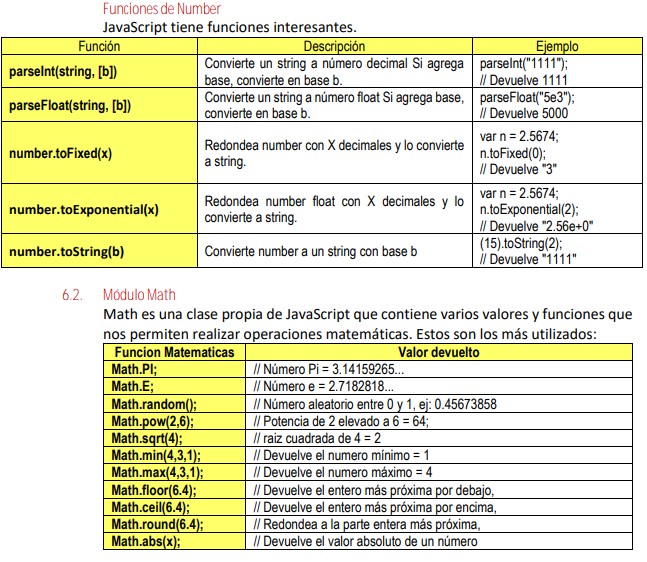 Funciones de Number
JavaScript tiene funciones interesantes.
Función Descripción Ejemplo
parseInt(string, [b]) Convierte un string a número decimal Si agrega base, convierte en base b. parseInt("1111");
// Devuelve 1111
parseFloat(string, [b]) Convierte un string a número float Si agrega base, convierte en base b. parseFloat("5e3");
// Devuelve 5000
number.toFixed(x) Redondea number con X decimales y lo convierte a string. var n = 2.5674;
n.toFixed(0);
// Devuelve "3"
number.toExponential(x) Redondea number float con X decimales y lo convierte a string. var n = 2.5674;
n.toExponential(2);
// Devuelve "2.56e+0"
number.toString(b) Convierte number a un string con base b (15).toString(2);
// Devuelve "1111"
6.2. Módulo Math
Math es una clase propia de JavaScript que contiene varios valores y funciones que
nos permiten realizar operaciones matemáticas. Estos son los más utilizados:
Funcion Matematicas Valor devuelto
Math.PI; // Número Pi = 3.14159265...
Math.E; // Número e = 2.7182818...
Math.random(); // Número aleatorio entre 0 y 1, ej: 0.45673858
Math.pow(2,6); // Potencia de 2 elevado a 6 = 64;
Math.sqrt(4); // raiz cuadrada de 4 = 2
Math.min(4,3,1); // Devuelve el numero mínimo = 1
Math.max(4,3,1); // Devuelve el numero máximo = 4
Math.floor(6.4); // Devuelve el entero más próxima por debajo,
Math.ceil(6.4); // Devuelve el entero más próxima por encima,
Math.round(6.4); // Redondea a la parte entera más próxima,
Math.abs(x); // Devuelve el valor absoluto de un número